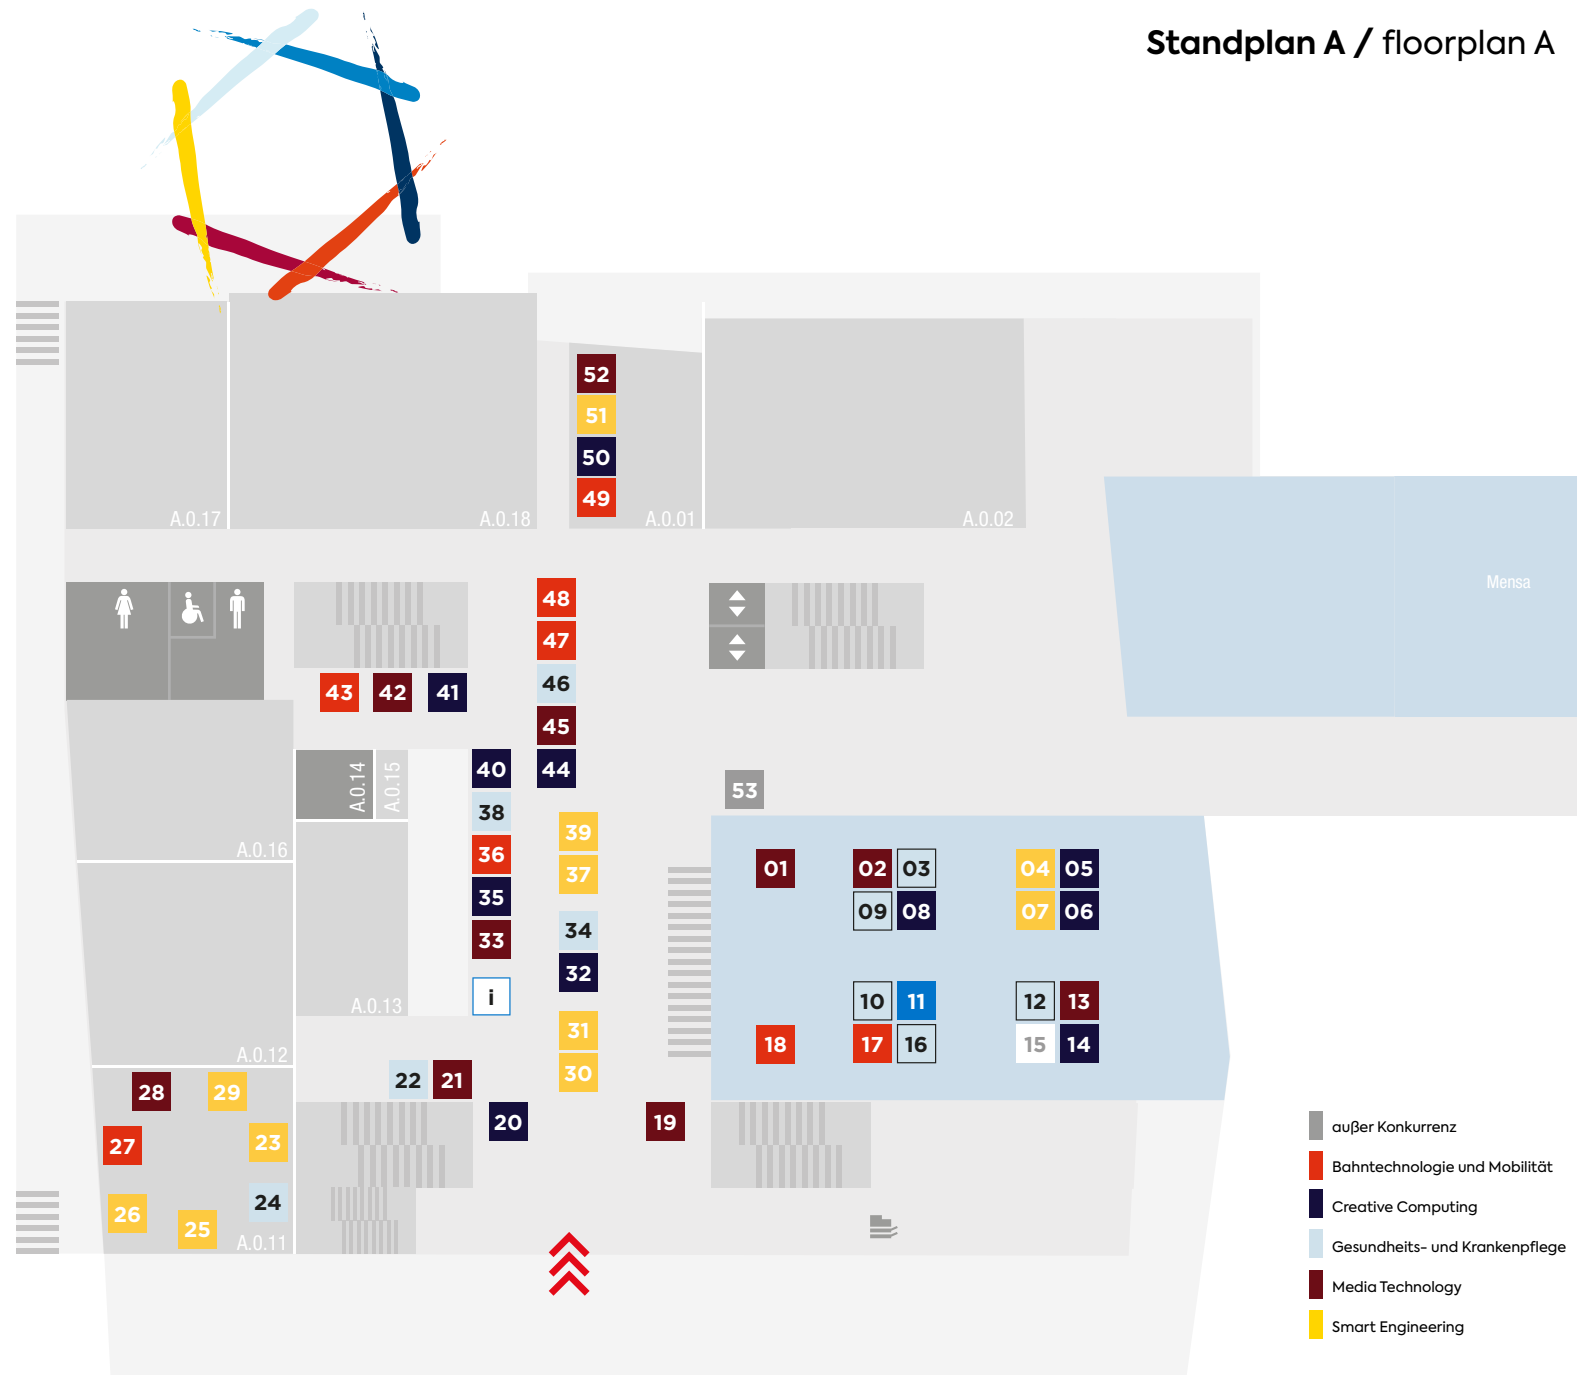 Standplan A / floorplan A
52
51
50
49
A.0.17
A.0.18
A.0.01
A.0.02
Mensa
48
47
46
45
44
43 42 41
A.0.14
A.0.15
A.0.16
40
38
36
35
33
i
39
37
34
32
31
30
53
01 02 03 04 05
09 08 07 06
10 11 12 13
18 17 16 15 14
A.0.13
A.0.12
22 21
20
19
28 29
27 23
24
26 25
A.0.11
außer Konkurrenz
Bahntechnologie und Mobilität
Creative Computing
Gesundheits- und Krankenpflege
Media Technology
Smart Engineering